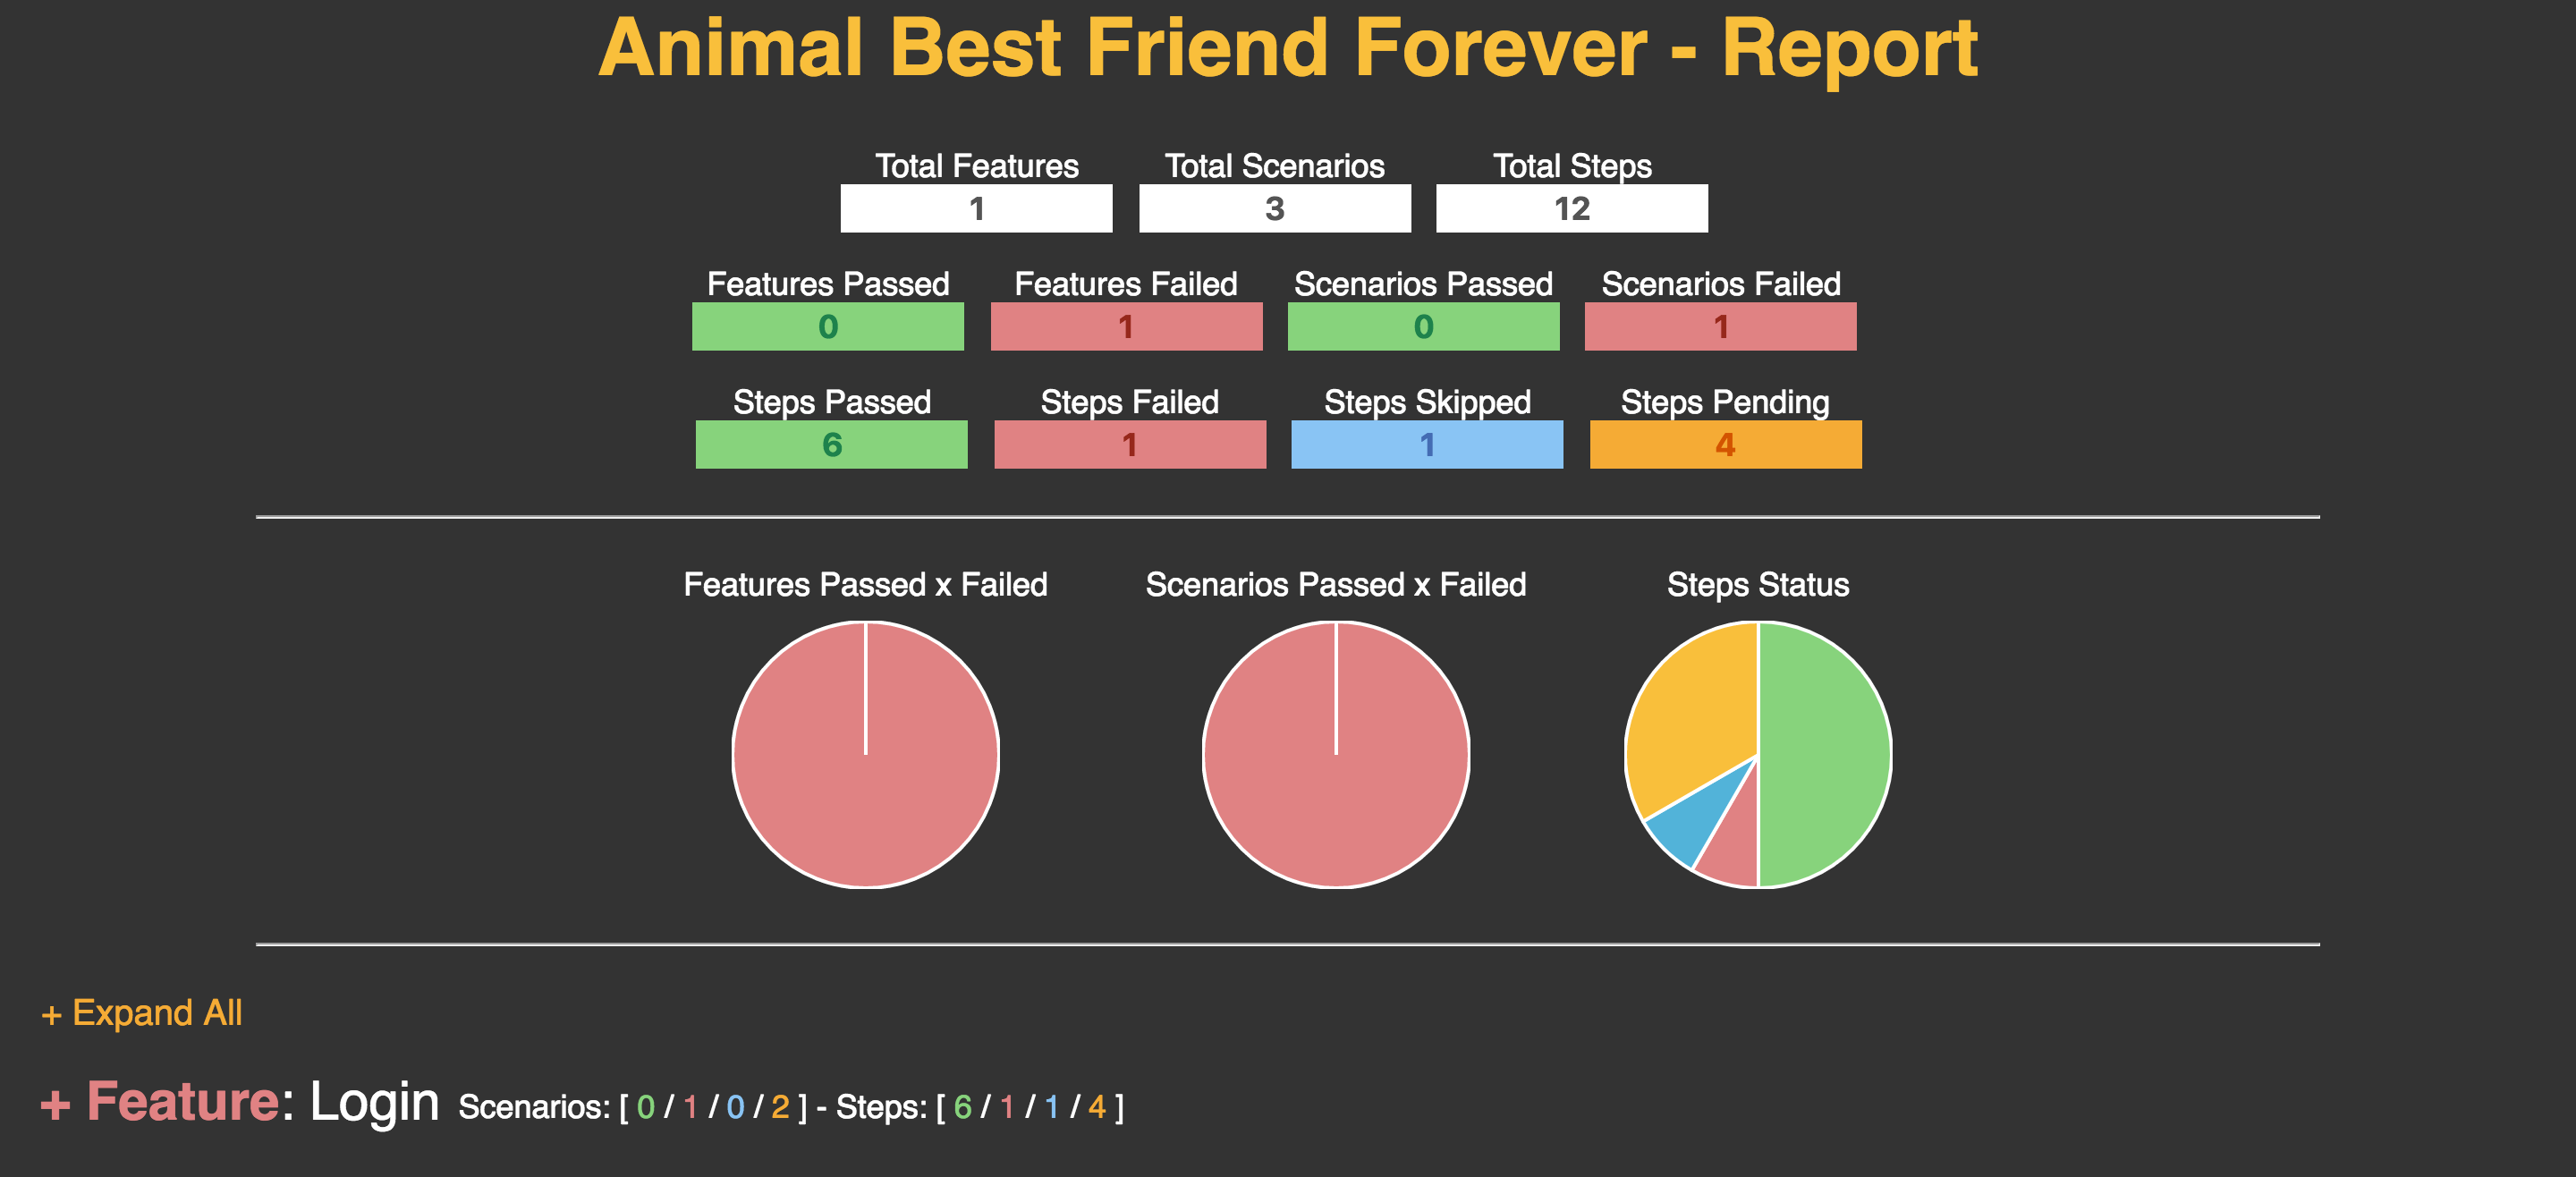 Animal Best Friend Forever - Report
Total Features Total Scenarios Total Steps
1 3 12
Features Passed Features Failed Scenarios Passed Scenarios Failed
0 1 0 1
Steps Passed Steps Failed Steps Skipped Steps Pending
6 1 1 4
Features Passed x Failed Scenarios Passed x Failed Steps Status
+ Expand All
+ Feature: Login Scenarios: [ 0 / 1 / 0 / 2 ] - Steps: [ 6 / 1 / 1 / 4 ]